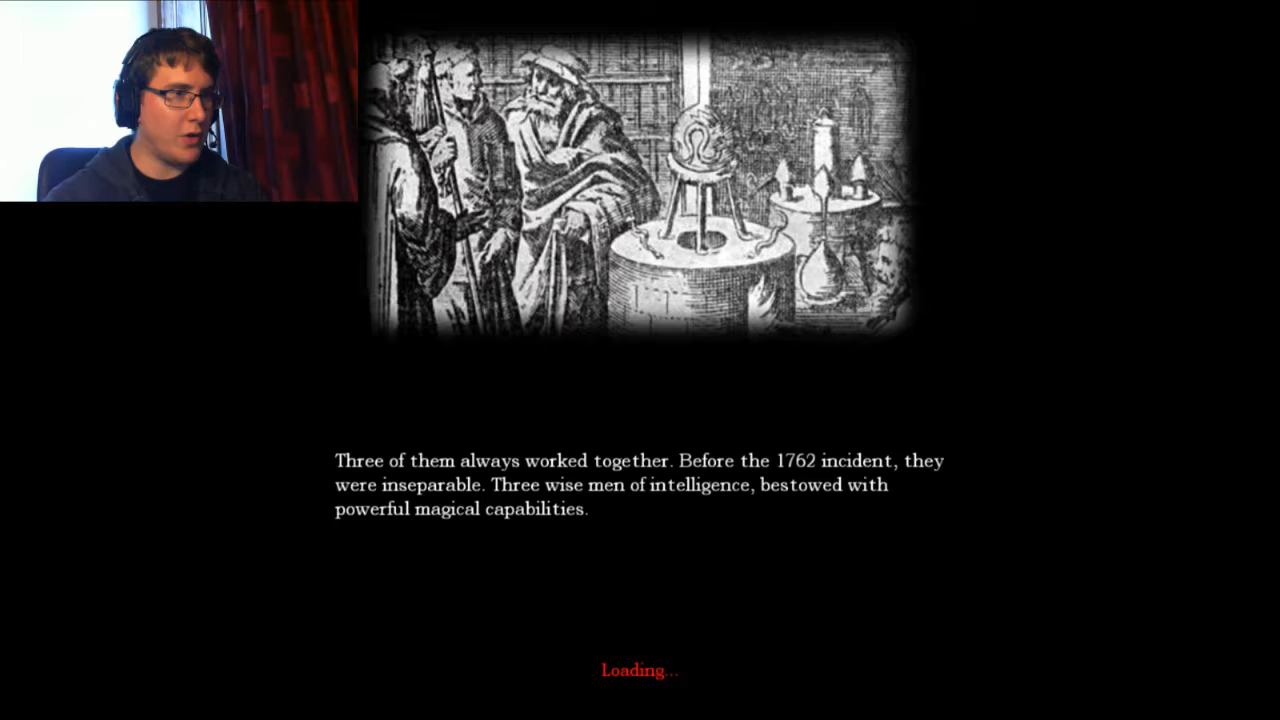 Three of them always worked together. Before the 1762 incident, they
were inseparable. Three wise men of intelligence, bestowed with
powerful magical capabilities.
Loading...